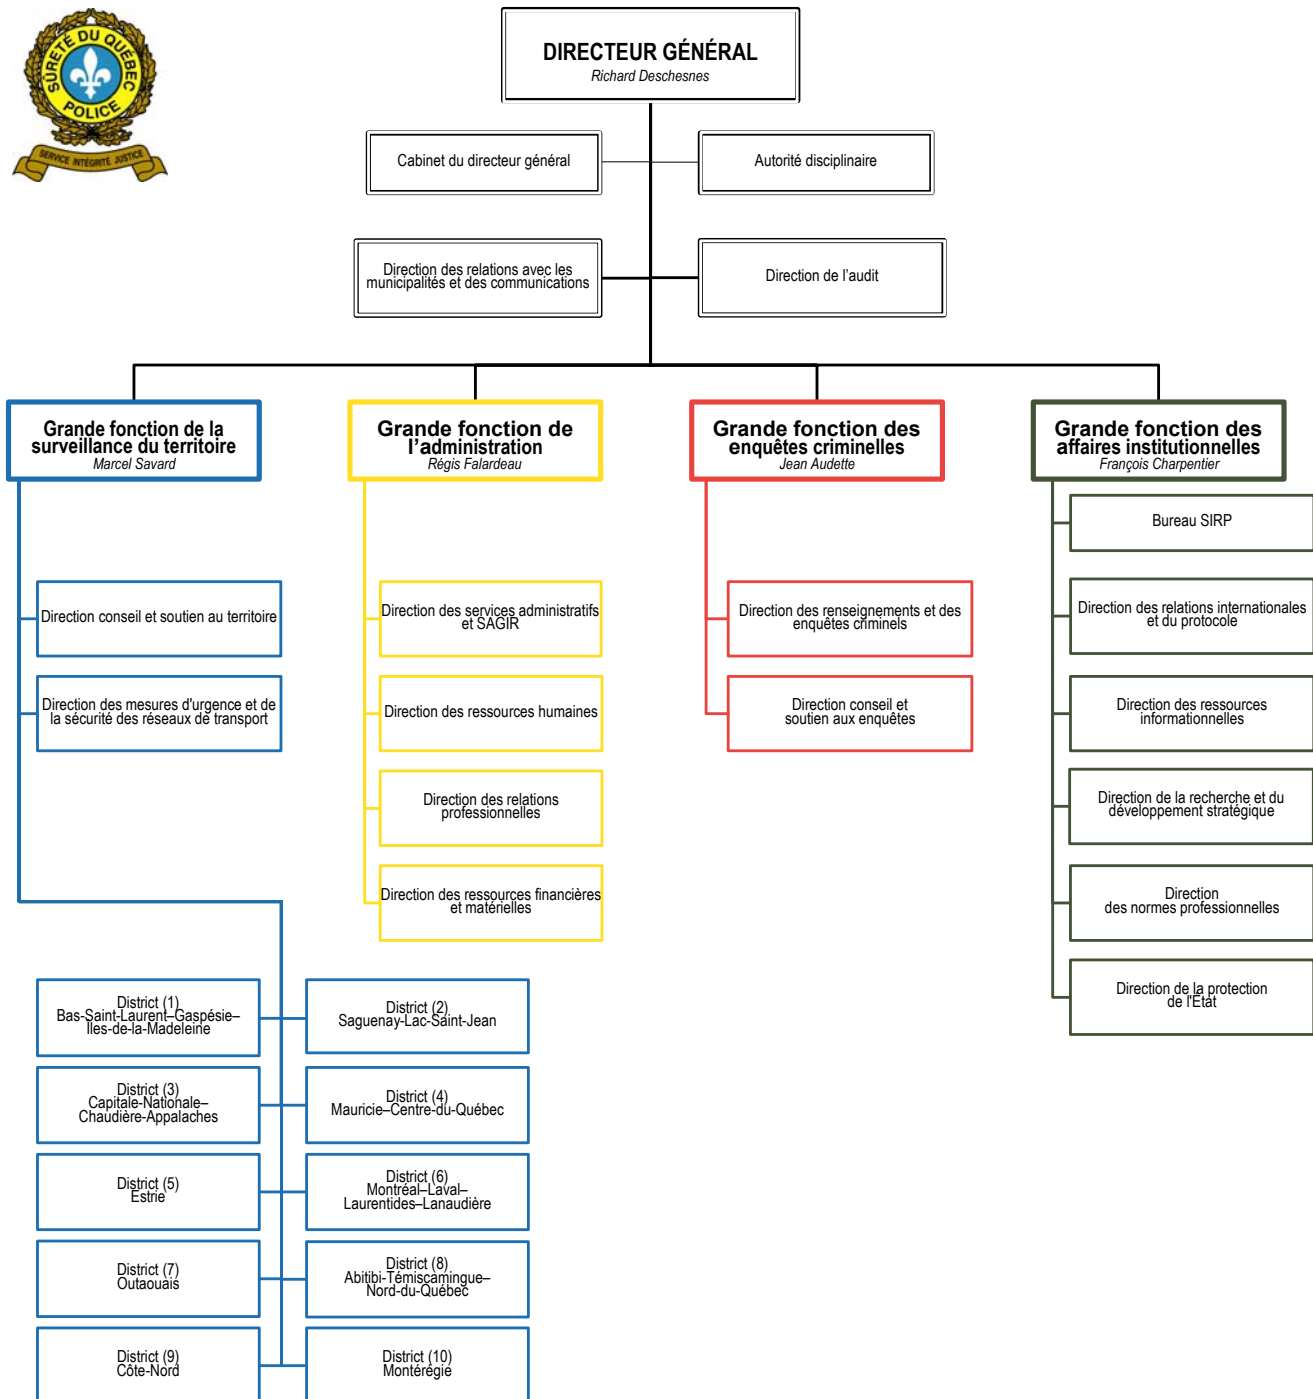 SÛRETÉ DU QUÉBEC
POLICE
SERVICE INTÉGRITÉ JUSTICE
DIRECTEUR GÉNÉRAL
Richard Deschesnes
Cabinet du directeur général
Autorité disciplinaire
Direction des relations avec les
municipalités et des communications
Direction de l’audit
Grande fonction de la
surveillance du territoire
Marcel Savard
Grande fonction de
l’administration
Régis Falardeau
Grande fonction des
enquêtes criminelles
Jean Audette
Grande fonction des
affaires institutionnelles
François Charpentier
Direction conseil et soutien au territoire
Direction des mesures d'urgence et de
la sécurité des réseaux de transport
Direction des services administratifs
et SAGIR
Direction des ressources humaines
Direction des relations
professionnelles
Direction des ressources financières
et matérielles
Direction des renseignements et des
enquêtes criminels
Direction conseil et
soutien aux enquêtes
Bureau SIRP
Direction des relations internationales
et du protocole
Direction des ressources
informationnelles
Direction de la recherche et du
développement stratégique
Direction
des normes professionnelles
Direction de la protection
de l'État
District (1)
Bas-Saint-Laurent–Gaspésie–
Îles-de-la-Madeleine
District (2)
Saguenay-Lac-Saint-Jean
District (3)
Capitale-Nationale–
Chaudière-Appalaches
District (4)
Mauricie–Centre-du-Québec
District (5)
Estrie
District (6)
Montréal–Laval–
Laurentides–Lanaudière
District (7)
Outaouais
District (8)
Abitibi-Témiscamingue–
Nord-du-Québec
District (9)
Côte-Nord
District (10)
Montérégie